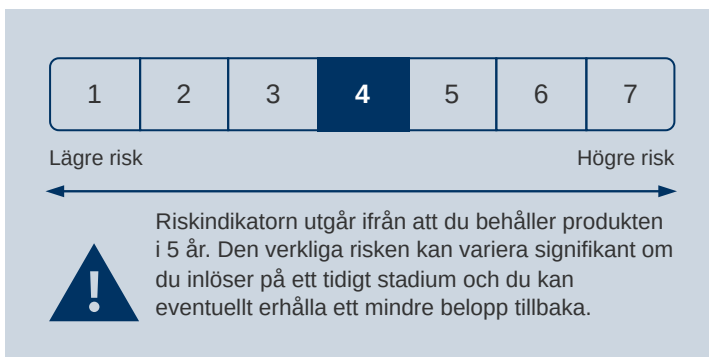 1 2 3 4 5 6 7
Lägre risk Högre risk
Riskindikatorn utgår ifrån att du behåller produkten
i 5 år. Den verkliga risken kan variera signifikant om
du inlöser på ett tidigt stadium och du kan
eventuellt erhålla ett mindre belopp tillbaka.
!